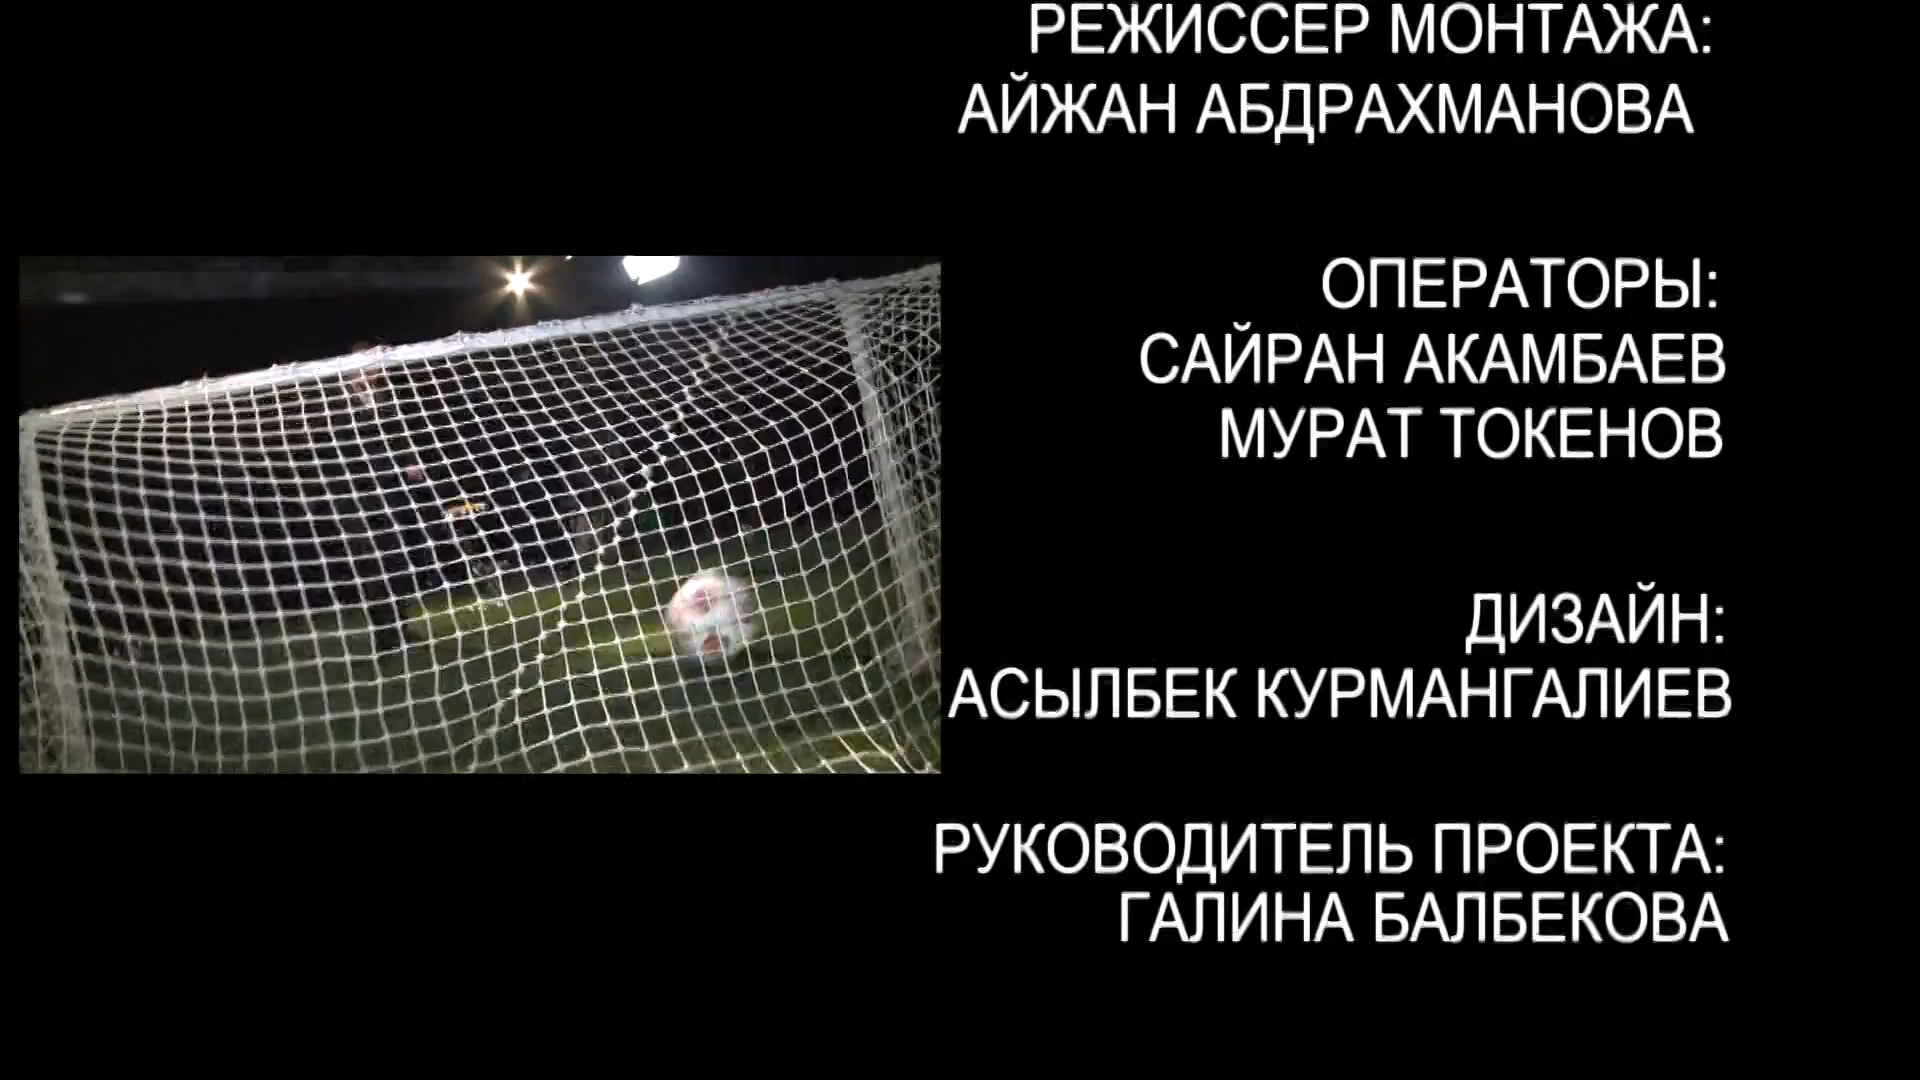 РЕЖИССЕР МОНТАЖА:
АЙЖАН АБДРАХМАНОВА
ОПЕРАТОРЫ:
САЙРАН АКАМБАЕВ
МУРАТ ТОКЕНОВ
ДИЗАЙН:
АСЫЛБЕК КУРМАНГАЛИЕВ
РУКОВОДИТЕЛЬ ПРОЕКТА:
ГАЛИНА БАЛБЕКОВА